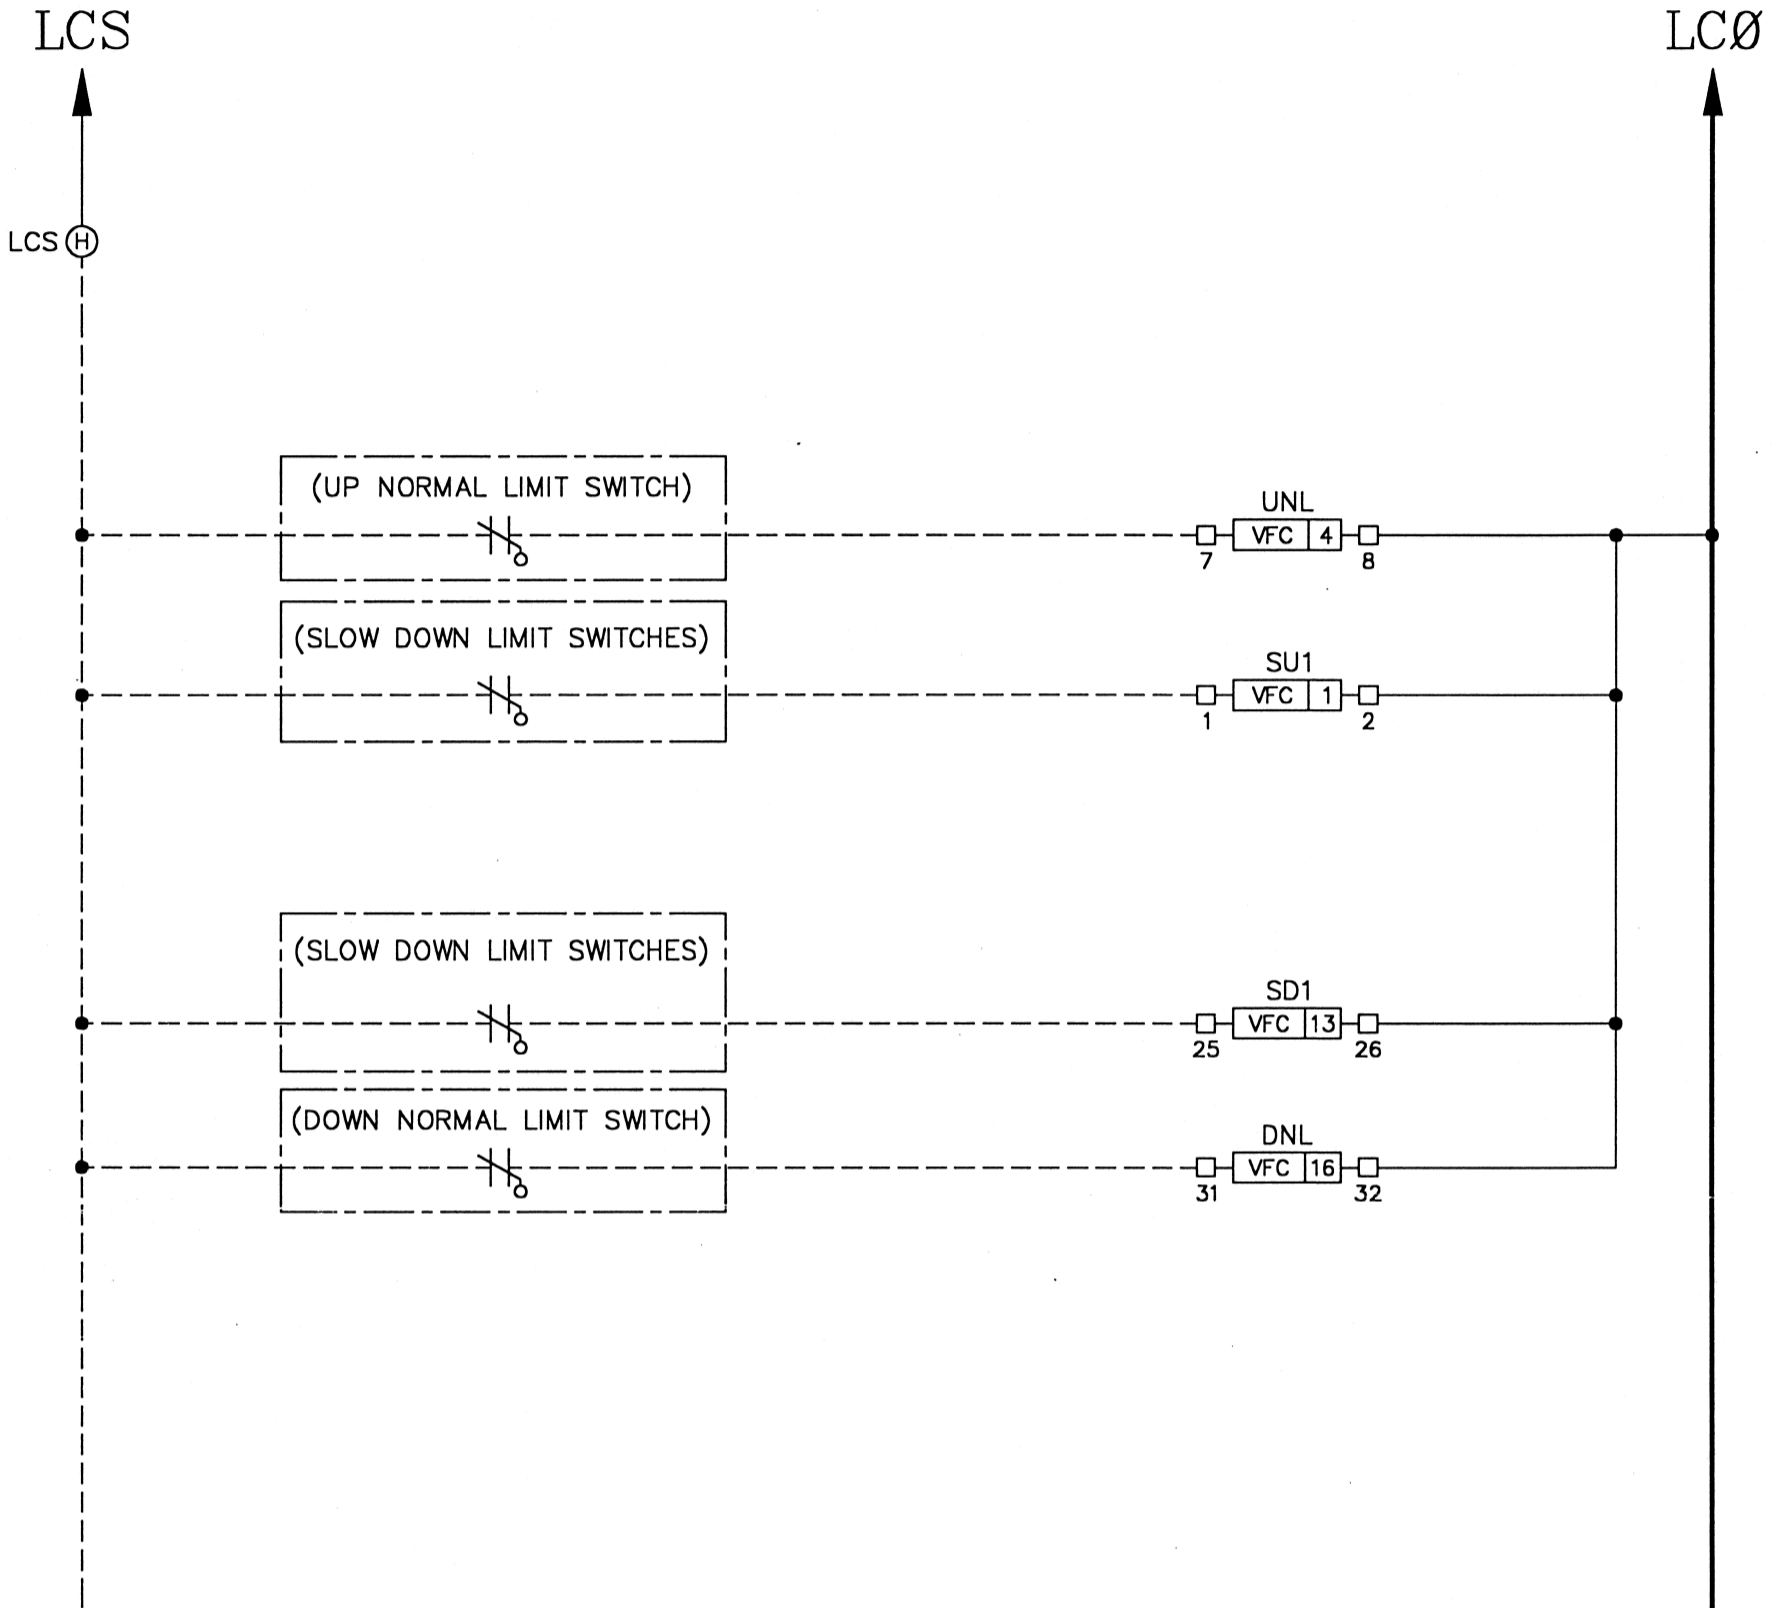 LCS LCØ
LCS H
(UP NORMAL LIMIT SWITCH)
UNL
VFC 4
7 8
(SLOW DOWN LIMIT SWITCHES)
SU1
VFC 1
1 2
(SLOW DOWN LIMIT SWITCHES)
SD1
VFC 13
25 26
(DOWN NORMAL LIMIT SWITCH)
DNL
VFC 16
31 32